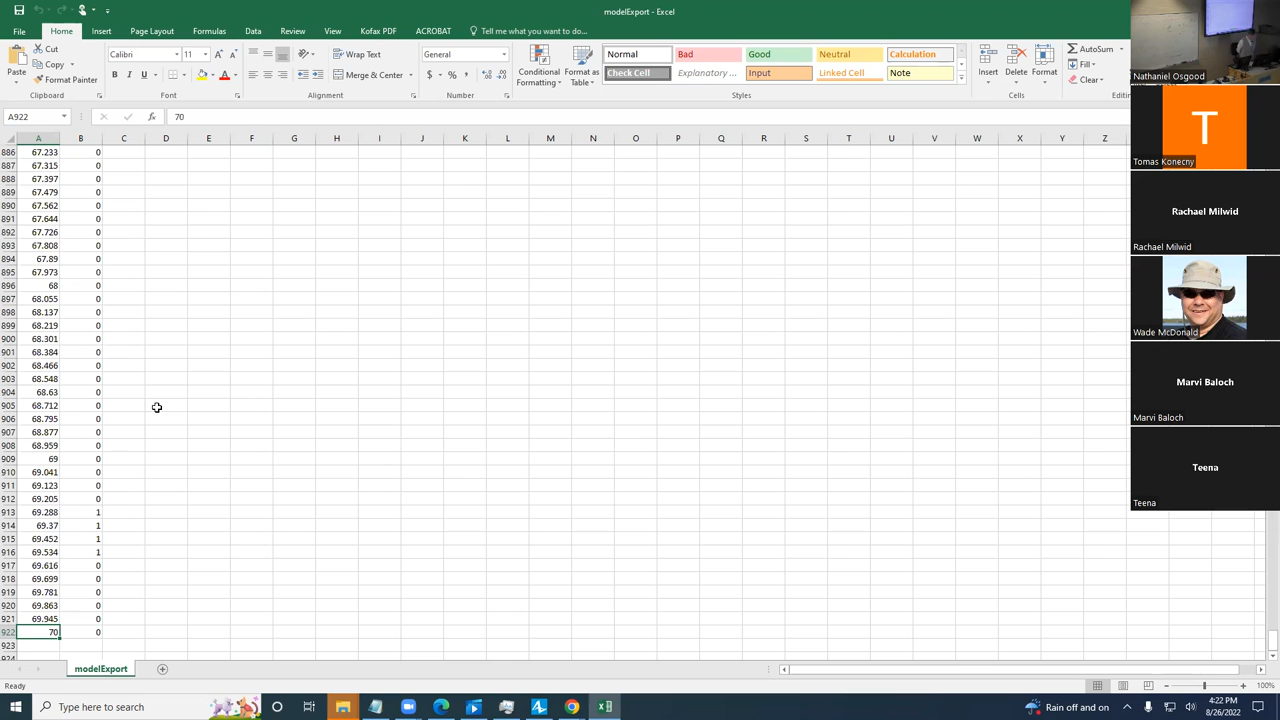 modelExport - Excel
File Home Insert Page Layout Formulas Data Review View Kofax PDF ACROBAT Tell me what you want to do...
Paste Cut Copy Format Painter Clipboard
Calibri 11 A A B I U A Font
Wrap Text Merge & Center Alignment
General $ % , Number
Conditional Formatting Format as Table
Normal Bad Good Neutral Calculation
Check Cell Explanatory ... Input Linked Cell Note
Styles
Insert Delete Format Cells
AutoSum Fill Clear Editin
A922 fx 70
A B C D E F G H I J K L M N O P Q R S T U V W X Y Z
886 67.233 0
887 67.315 0
888 67.397 0
889 67.479 0
890 67.562 0
891 67.644 0
892 67.726 0
893 67.808 0
894 67.89 0
895 67.973 0
896 68 0
897 68.055 0
898 68.137 0
899 68.219 0
900 68.301 0
901 68.384 0
902 68.466 0
903 68.548 0
904 68.63 0
905 68.712 0
906 68.795 0
907 68.877 0
908 68.959 0
909 69 0
910 69.041 0
911 69.123 0
912 69.205 0
913 69.288 1
914 69.37 1
915 69.452 1
916 69.534 1
917 69.616 0
918 69.699 0
919 69.781 0
920 69.863 0
921 69.945 0
922 70 0
923
924
modelExport
Ready 100%
Type here to search
Rain off and on
4:22 PM
8/26/2022
Nathaniel Osgood
T
Tomas Konecny
Rachael Milwid
Rachael Milwid
Wade McDonald
Marvi Baloch
Marvi Baloch
Teena
Teena